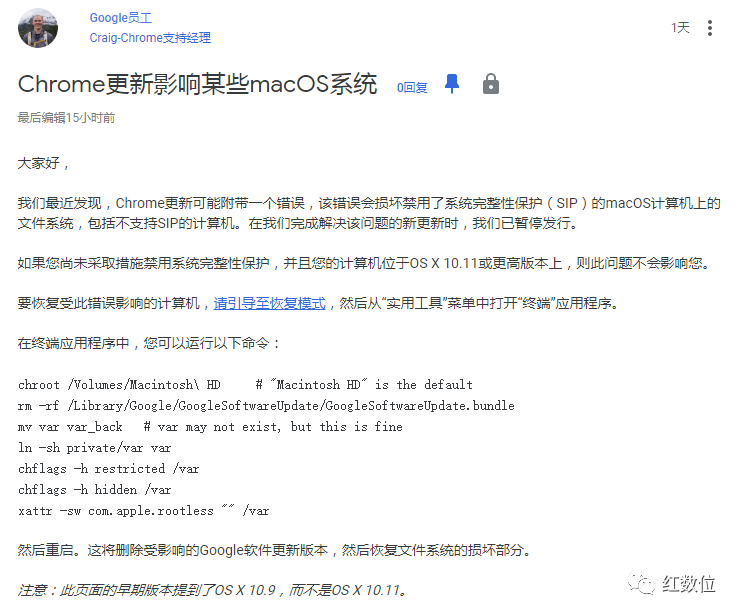 Google员工
Craig-Chrome支持经理
1天
Chrome更新影响某些macOS系统
0回复
最后编辑15小时前
大家好，
我们最近发现，Chrome更新可能附带一个错误，该错误会损坏禁用了系统完整性保护（SIP）的macOS计算机上的
文件系统，包括不支持SIP的计算机。在我们完成解决该问题的新更新时，我们已暂停发行。
如果您尚未采取措施禁用系统完整性保护，并且您的计算机位于OS X 10.11或更高版本上，则此问题不会影响您。
要恢复受此错误影响的计算机，请引导至恢复模式，然后从“实用工具”菜单中打开“终端”应用程序。
在终端应用程序中，您可以运行以下命令：
chroot /Volumes/Macintosh\ HD     # "Macintosh HD" is the default
rm -rf /Library/Google/GoogleSoftwareUpdate/GoogleSoftwareUpdate.bundle
mv var var_back   # var may not exist, but this is fine
ln -sh private/var var
chflags -h restricted /var
chflags -h hidden /var
xattr -sw com.apple.rootless "" /var
然后重启。这将删除受影响的Google软件更新版本，然后恢复文件系统的损坏部分。
注意：此页面的早期版本提到了OS X 10.9，而不是OS X 10.11。
红数位